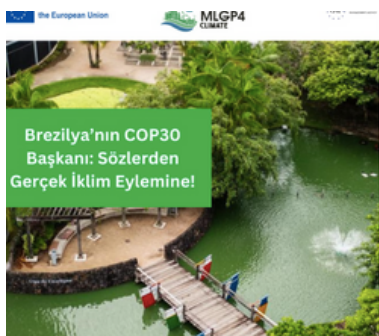 the European Union
MLGP4
CLIMATE
Brezilya'nın COP30
Başkanı: Sözlerden
Gerçek İklim Eylemine!